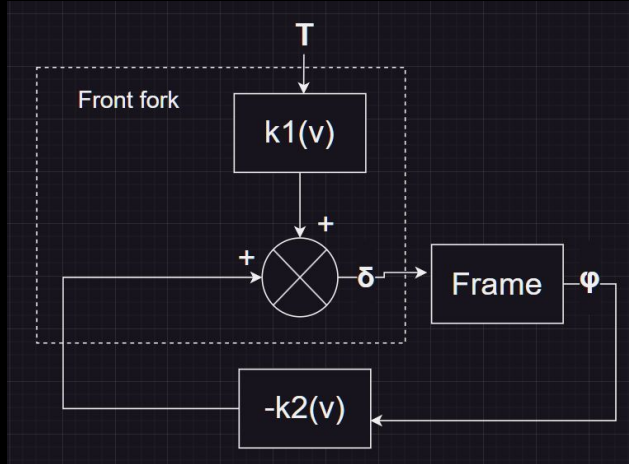 T
Front fork
k1(v)
+
+
δ
Frame
φ
-k2(v)